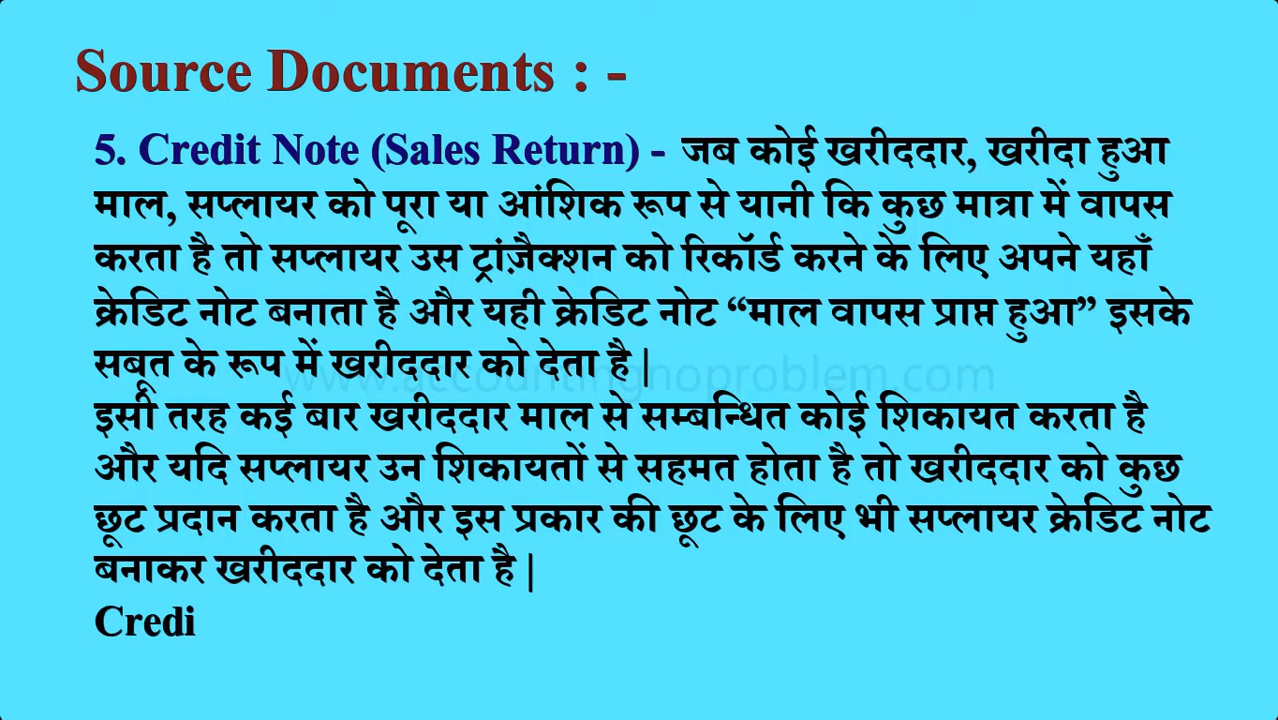 Source Documents : -
5. Credit Note (Sales Return) - जब कोई खरीददार, खरीदा हुआ
माल, सप्लायर को पूरा या आंशिक रूप से यानी कि कुछ मात्रा में वापस
करता है तो सप्लायर उस ट्रांज़ैक्शन को रिकॉर्ड करने के लिए अपने यहाँ
क्रेडिट नोट बनाता है और यही क्रेडिट नोट “माल वापस प्राप्त हुआ” इसके
सबूत के रूप में खरीददार को देता है |
www.accountingnoproblem.com
इसी तरह कई बार खरीददार माल से सम्बन्धित कोई शिकायत करता है
और यदि सप्लायर उन शिकायतों से सहमत होता है तो खरीददार को कुछ
छूट प्रदान करता है और इस प्रकार की छूट के लिए भी सप्लायर क्रेडिट नोट
बनाकर खरीददार को देता है |
Credi